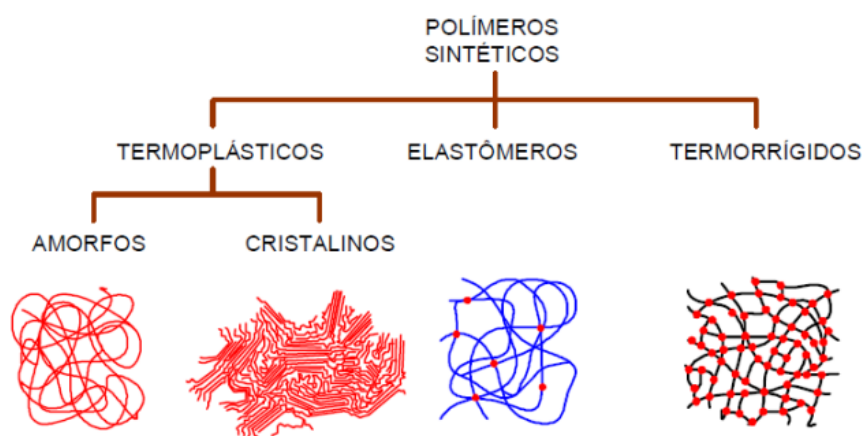 POLÍMEROS
SINTÉTICOS
TERMOPLÁSTICOS
ELASTÔMEROS
TERMORRÍGIDOS
AMORFOS
CRISTALINOS